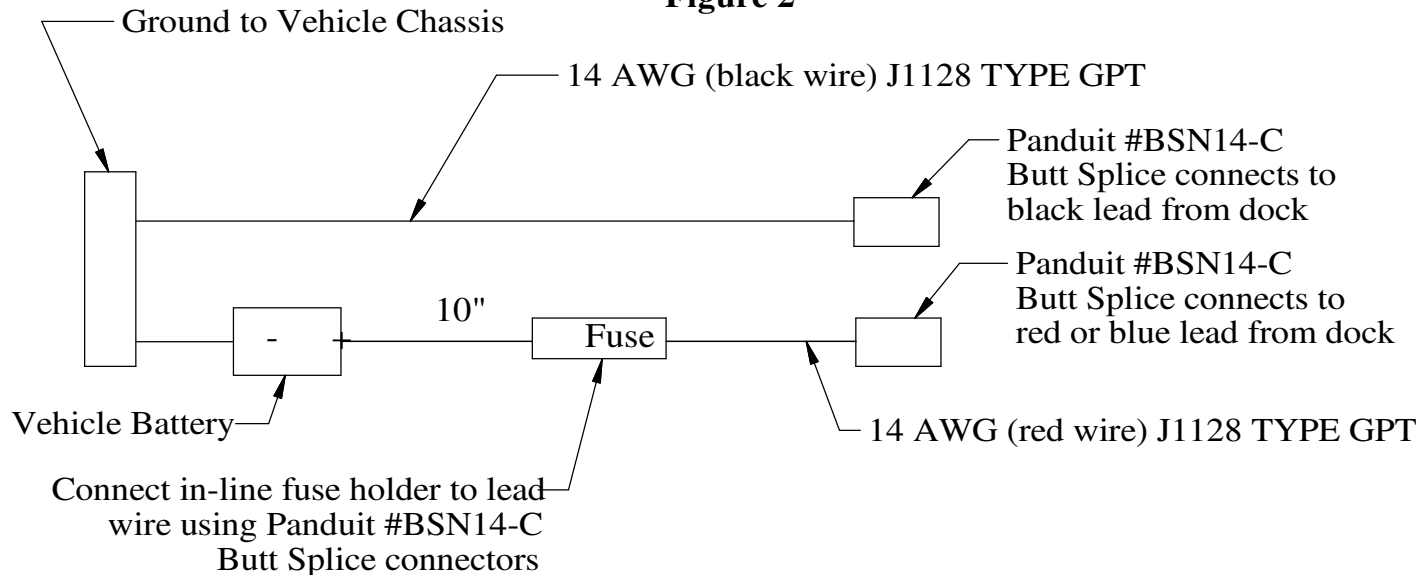 Figure 2
Ground to Vehicle Chassis
14 AWG (black wire) J1128 TYPE GPT
Panduit #BSN14-C
Butt Splice connects to
black lead from dock
Panduit #BSN14-C
Butt Splice connects to
red or blue lead from dock
10"
- +
Fuse
Vehicle Battery
14 AWG (red wire) J1128 TYPE GPT
Connect in-line fuse holder to lead
wire using Panduit #BSN14-C
Butt Splice connectors